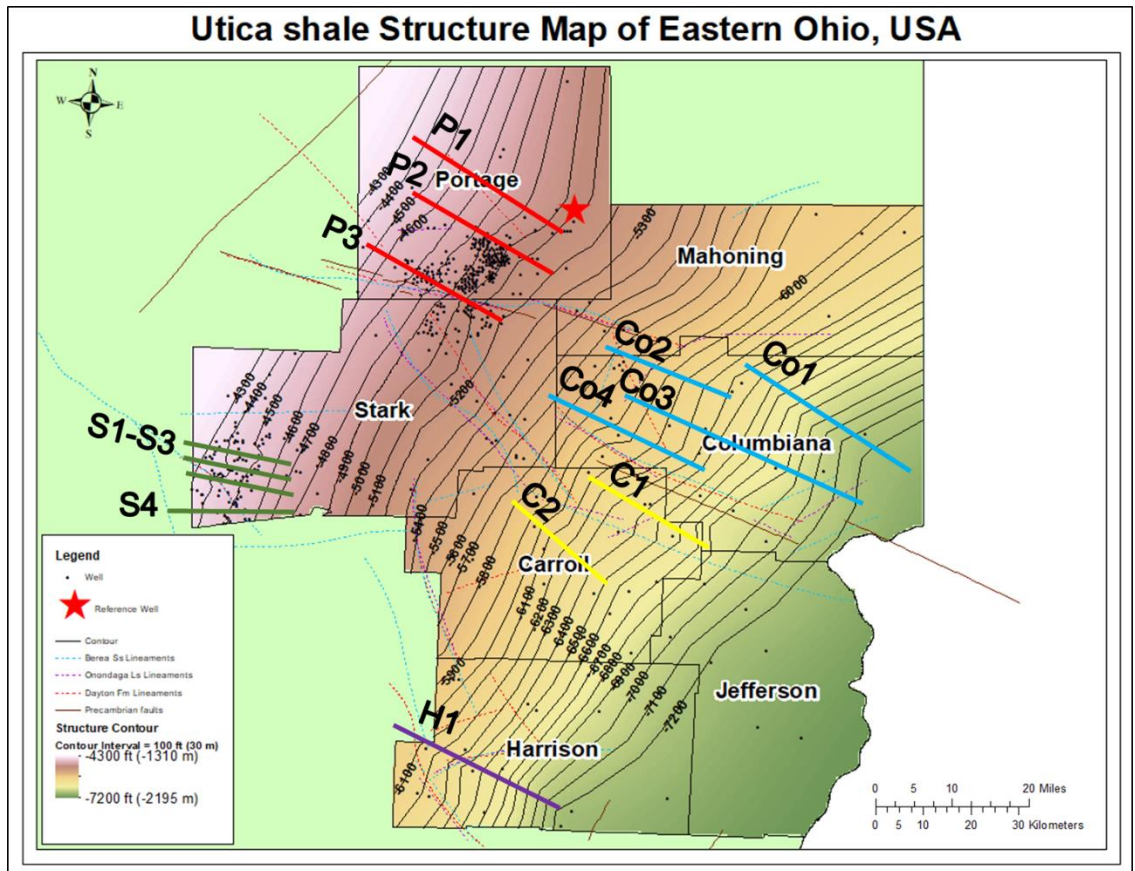 Utica shale Structure Map of Eastern Ohio, USA
N
W E
S
P1
P2
Portage
P3
-4300
-4400
-4500
-4600
-5300
Mahoning
-6000
Co2
Co1
Co4
Co3
Columbiana
-5200
Stark
-4300
-4400
-4500
-4600
-4700
-4800
-4900
-5000
-5100
S1-S3
S4
C1
C2
Carroll
-5400
-5500
-5600
-5700
-5800
-6100
-6200
-6300
-6400
-6500
-6600
-6700
-6800
-6900
-7000
-7100
-7200
Jefferson
-5900
H1
Harrison
-6100
Legend
Well
Reference Well
Contour
Berea Ss Lineaments
Onondaga Ls Lineaments
Dayton Fm Lineaments
Precambrian faults
Structure Contour
Contour Interval = 100 ft (30 m)
-4300 ft (-1310 m)
-7200 ft (-2195 m)
0 5 10 20 Miles
0 5 10 20 30 Kilometers